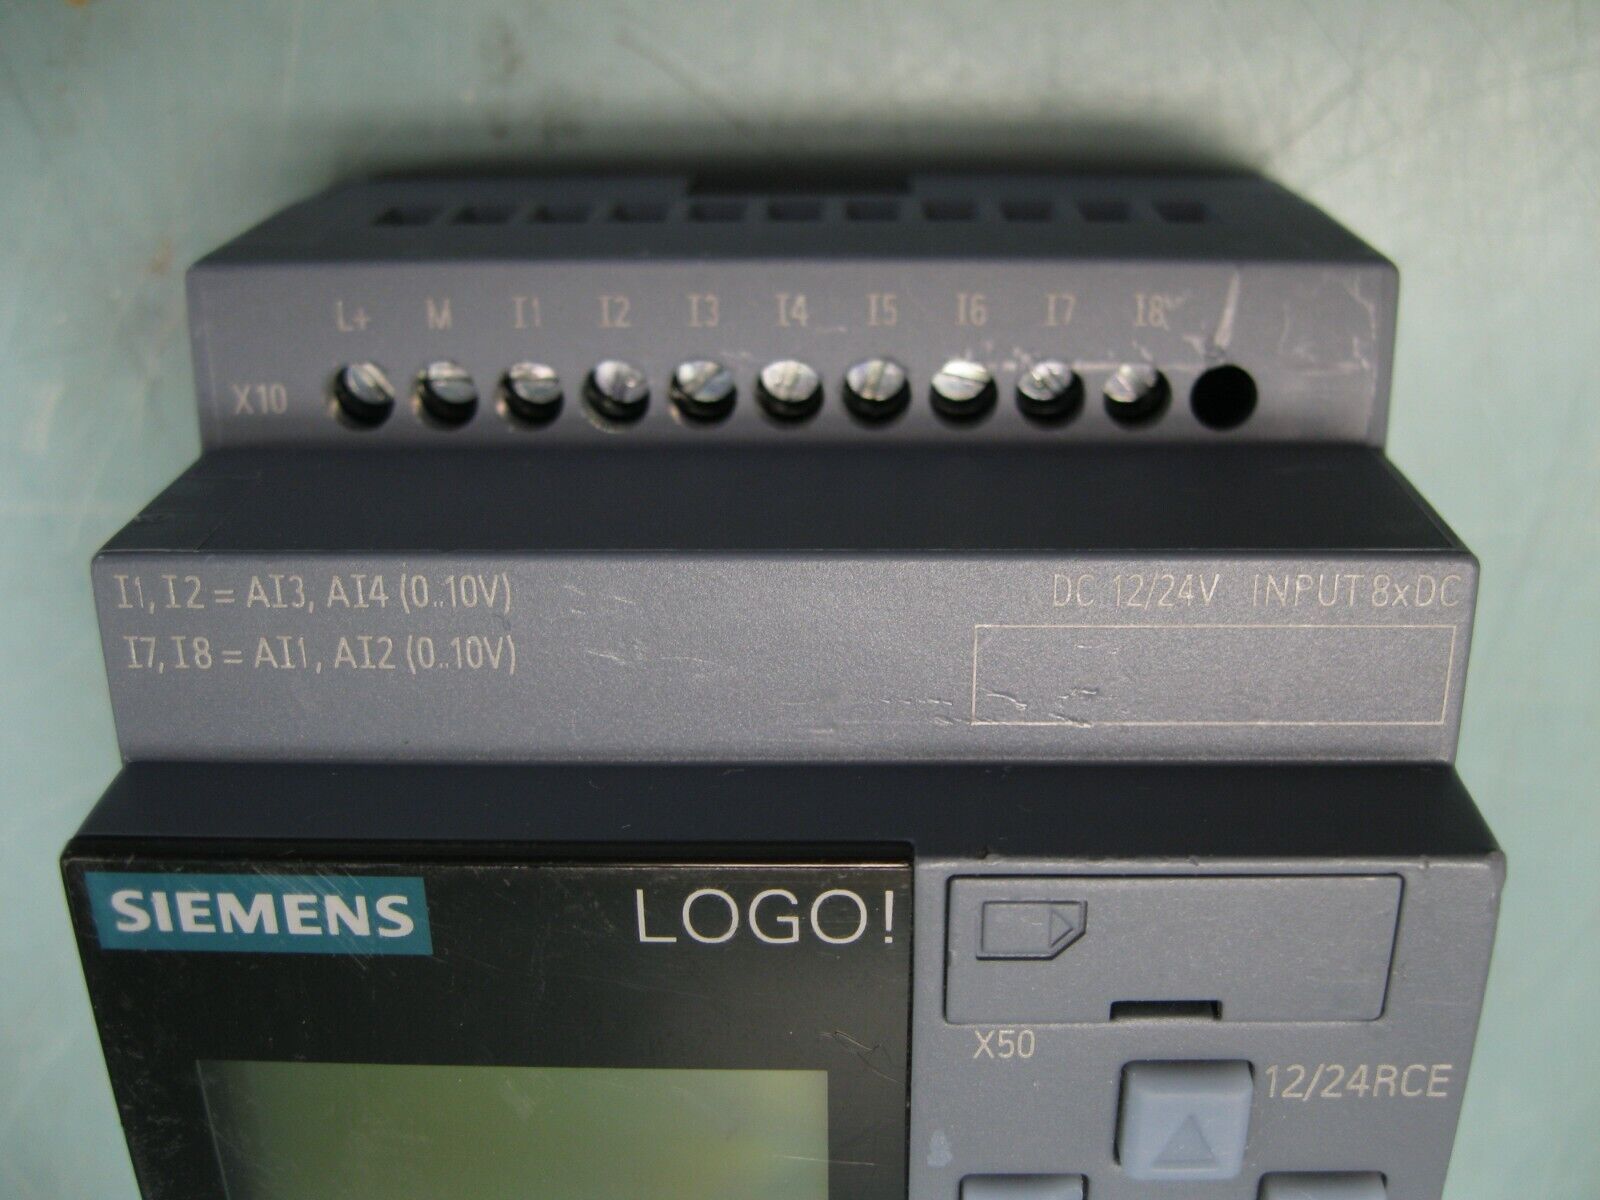 L+ M I1 I2 I3 I4 I5 I6 I7 I8
X10
I1, I2 = AI3, AI4 (0..10V)
I7, I8 = AI1, AI2 (0..10V)
DC 12/24V INPUT 8xDC
SIEMENS
LOGO!
X50
12/24RCE